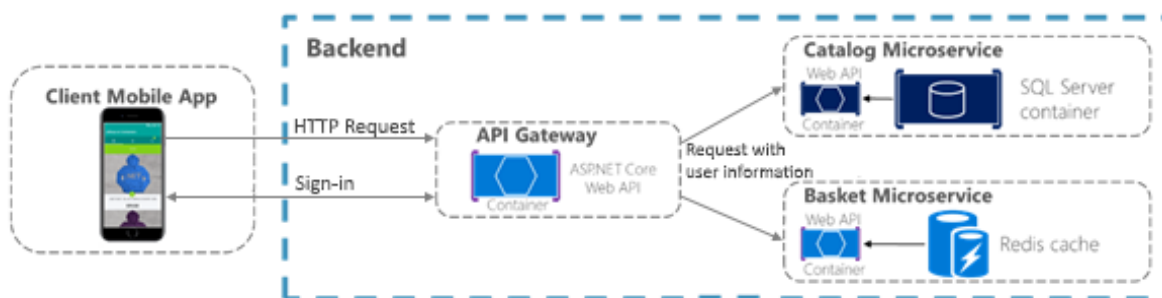 Backend
Client Mobile App
HTTP Request
Sign-in
API Gateway
ASP.NET Core
Web API
Container
Request with
user information
Catalog Microservice
Web API
Container
SQL Server
container
Basket Microservice
Web API
Container
Redis cache